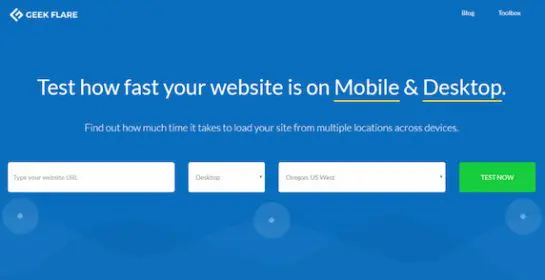 GEEK FLARE
Blog
Toolbox
Test how fast your website is on Mobile & Desktop.
Find out how much time it takes to load your site from multiple locations across devices.
Type your website URL
Desktop
Oregon, US West
TEST NOW